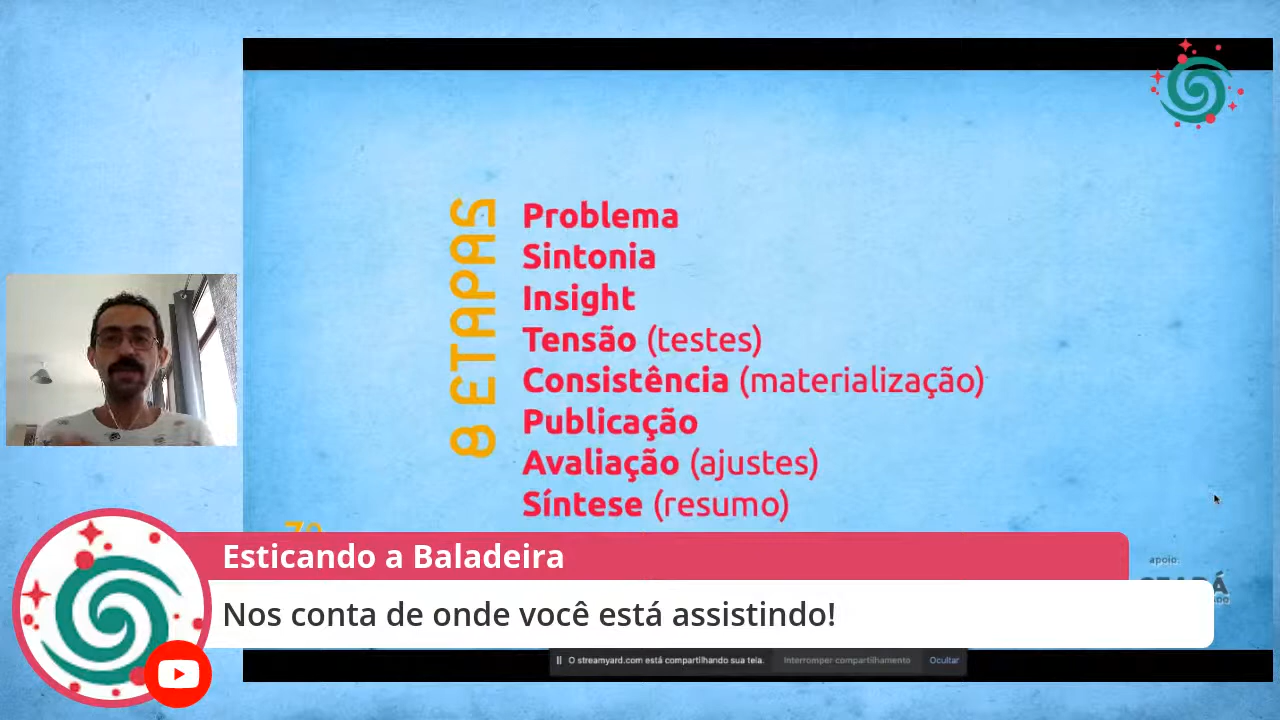 8 ETAPAS
Problema
Sintonia
Insight
Tensão (testes)
Consistência (materialização)
Publicação
Avaliação (ajustes)
Síntese (resumo)
apoio:
Esticando a Baladeira
Nos conta de onde você está assistindo!
O streamyard.com está compartilhando sua tela. Interromper compartilhamento Ocultar